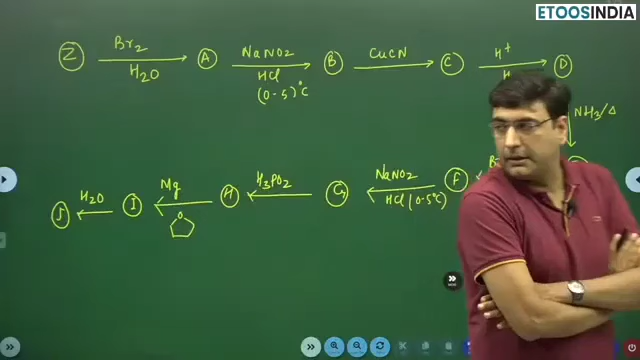 ETOOSINDIA
Z Br2 H2O A NaNO2 HCl (0-5)°C B CuCN C H+ D
NH3/Δ
J H2O I Mg O H H3PO2 G NaNO2 HCl (0-5°C) F